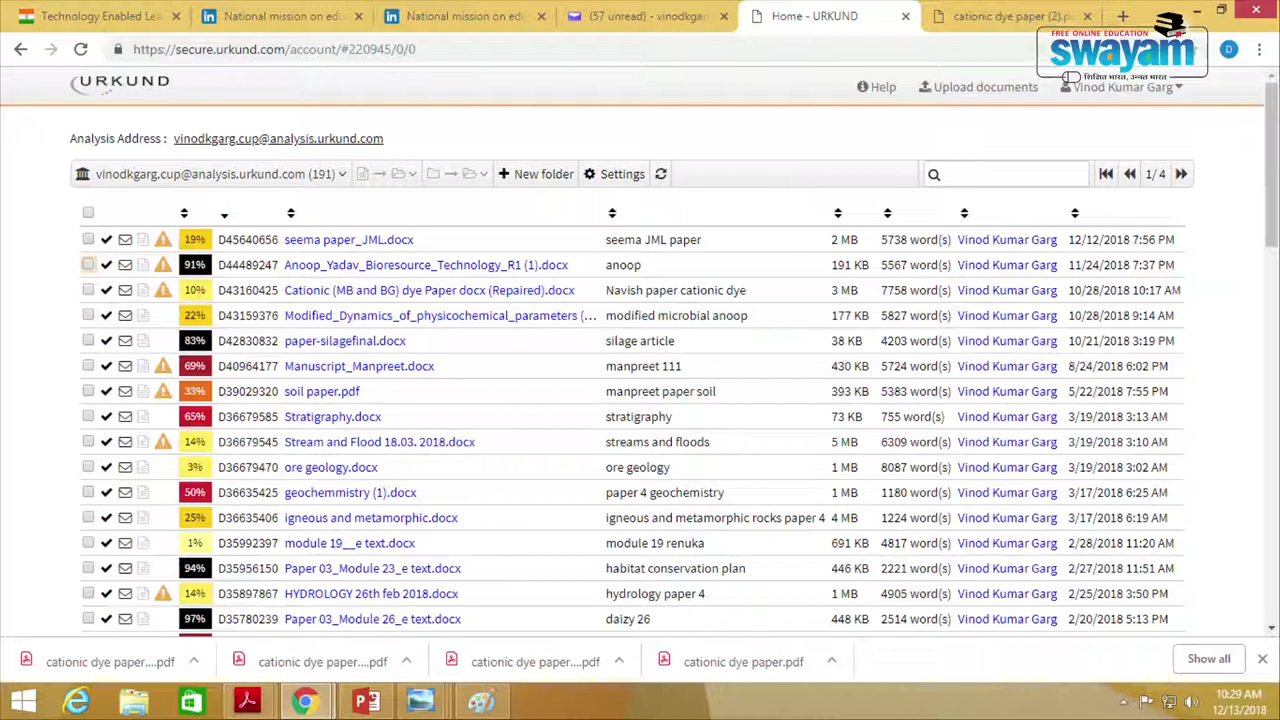 Technology Enabled Lea
National mission on edu
National mission on edu
(57 unread) - vinodkgarg
Home - URKUND
cationic dye paper (2).p
FREE ONLINE EDUCATION
swayam
शिक्षित भारत, उन्नत भारत
https://secure.urkund.com/account/#220945/0/0
D
URKUND
Help
Upload documents
Vinod Kumar Garg
Analysis Address : vinodkgarg.cup@analysis.urkund.com
vinodkgarg.cup@analysis.urkund.com (191)
New folder
Settings
1/4
19% D45640656 seema paper_JML.docx seema JML paper 2 MB 5738 word(s) Vinod Kumar Garg 12/12/2018 7:56 PM
91% D44489247 Anoop_Yadav_Bioresource_Technology_R1 (1).docx anoop 191 KB 5567 word(s) Vinod Kumar Garg 11/24/2018 7:37 PM
10% D43160425 Cationic (MB and BG) dye Paper docx (Repaired).docx Navish paper cationic dye 3 MB 7758 word(s) Vinod Kumar Garg 10/28/2018 10:17 AM
22% D43159376 Modified_Dynamics_of_physicochemical_parameters (... modified microbial anoop 177 KB 5827 word(s) Vinod Kumar Garg 10/28/2018 9:14 AM
83% D42830832 paper-silagefinal.docx silage article 38 KB 4203 word(s) Vinod Kumar Garg 10/21/2018 3:19 PM
69% D40964177 Manuscript_Manpreet.docx manpreet 111 430 KB 5724 word(s) Vinod Kumar Garg 8/24/2018 6:02 PM
33% D39029320 soil paper.pdf manpreet paper soil 393 KB 5383 word(s) Vinod Kumar Garg 5/22/2018 7:55 PM
65% D36679585 Stratigraphy.docx stratigraphy 73 KB 755 word(s) Vinod Kumar Garg 3/19/2018 3:13 AM
14% D36679545 Stream and Flood 18.03. 2018.docx streams and floods 5 MB 6309 word(s) Vinod Kumar Garg 3/19/2018 3:10 AM
3% D36679470 ore geology.docx ore geology 1 MB 8087 word(s) Vinod Kumar Garg 3/19/2018 3:02 AM
50% D36635425 geochemmistry (1).docx paper 4 geochemistry 1 MB 1180 word(s) Vinod Kumar Garg 3/17/2018 6:25 AM
25% D36635406 igneous and metamorphic.docx igneous and metamorphic rocks paper 4 4 MB 1224 word(s) Vinod Kumar Garg 3/17/2018 6:19 AM
1% D35992397 module 19__e text.docx module 19 renuka 691 KB 4817 word(s) Vinod Kumar Garg 2/28/2018 11:20 AM
94% D35956150 Paper 03_Module 23_e text.docx habitat conservation plan 446 KB 2221 word(s) Vinod Kumar Garg 2/27/2018 11:51 AM
14% D35897867 HYDROLOGY 26th feb 2018.docx hydrology paper 4 1 MB 4905 word(s) Vinod Kumar Garg 2/25/2018 3:50 PM
97% D35780239 Paper 03_Module 26_e text.docx daizy 26 448 KB 2514 word(s) Vinod Kumar Garg 2/20/2018 5:13 PM
cationic dye paper....pdf
cationic dye paper....pdf
cationic dye paper....pdf
cationic dye paper.pdf
Show all
10:29 AM
12/13/2018